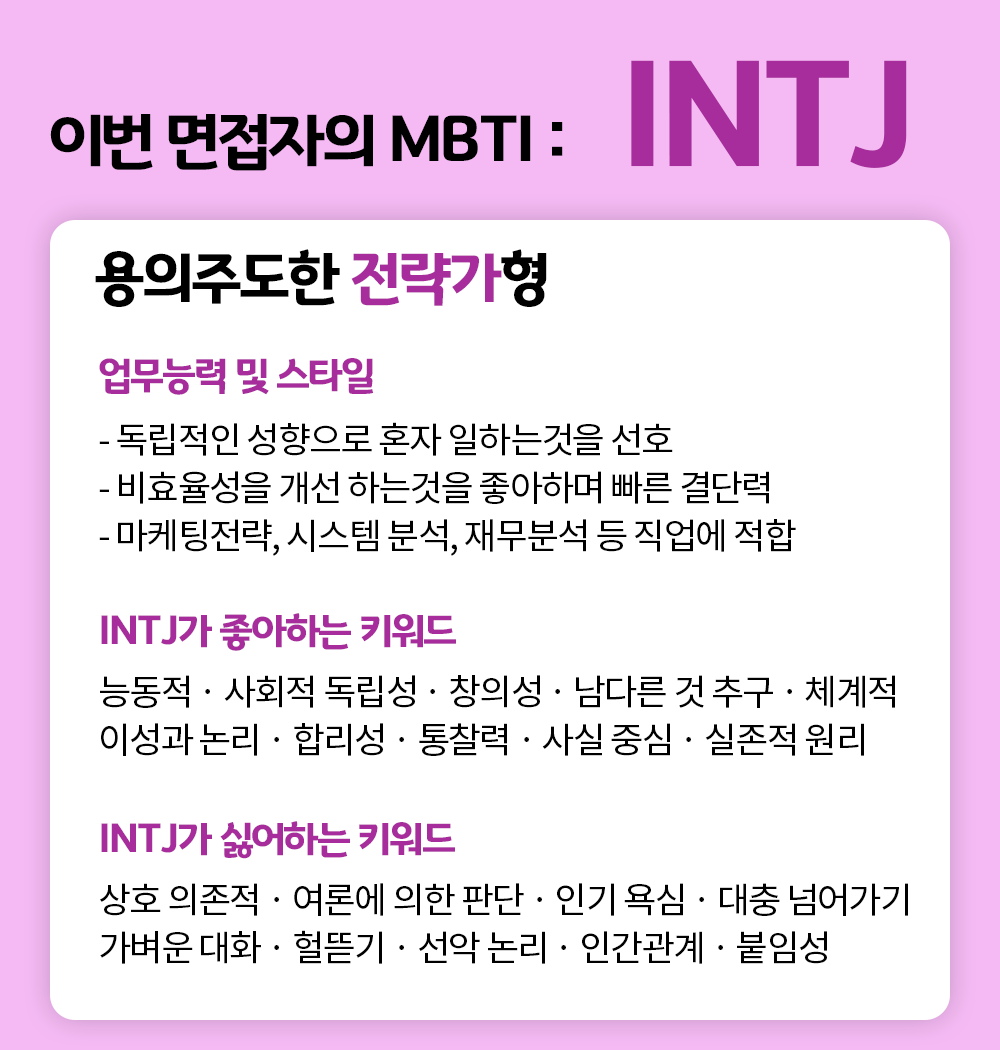 이번 면접자의 MBTI : INTJ
용의주도한 전략가형
업무능력 및 스타일
- 독립적인 성향으로 혼자 일하는것을 선호
- 비효율성을 개선 하는것을 좋아하며 빠른 결단력
- 마케팅전략, 시스템 분석, 재무분석 등 직업에 적합
INTJ가 좋아하는 키워드
능동적 · 사회적 독립성 · 창의성 · 남다른 것 추구 · 체계적
이성과 논리 · 합리성 · 통찰력 · 사실 중심 · 실존적 원리
INTJ가 싫어하는 키워드
상호 의존적 · 여론에 의한 판단 · 인기 욕심 · 대충 넘어가기
가벼운 대화 · 헐뜯기 · 선악 논리 · 인간관계 · 붙임성